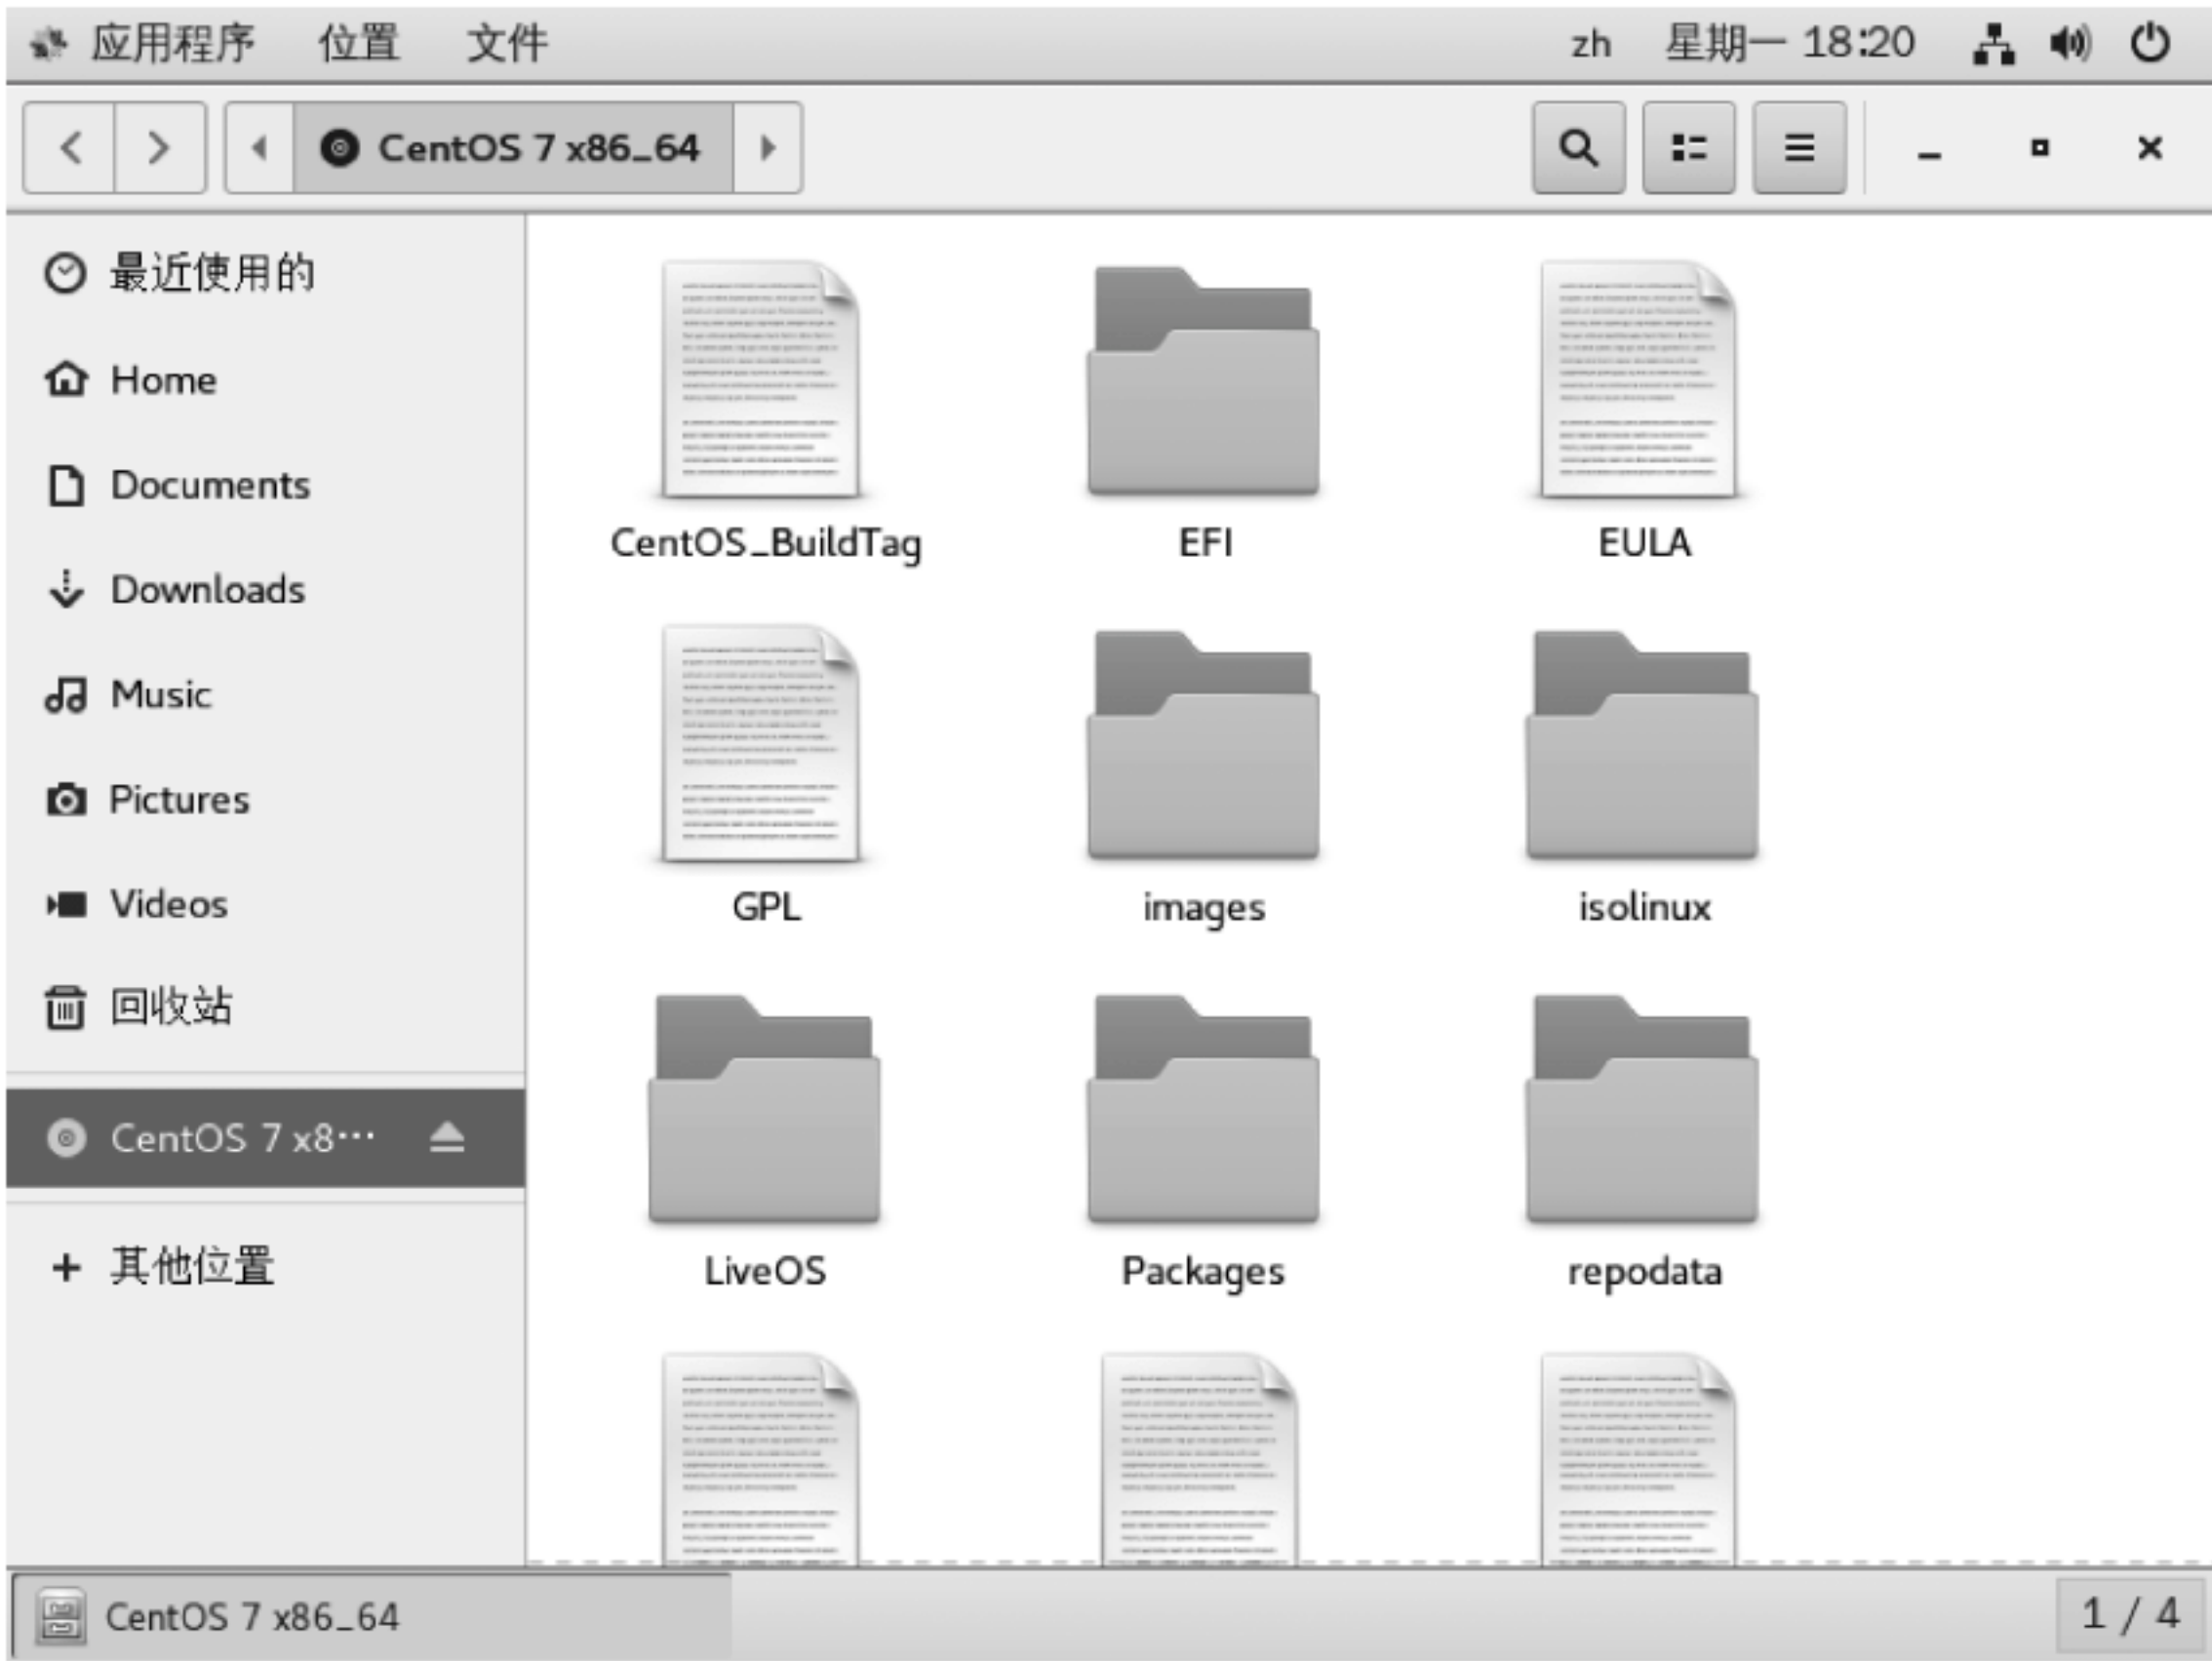 应用程序 位置 文件 zh 星期一 18:20
CentOS 7 x86_64
最近使用的
Home
Documents
Downloads
Music
Pictures
Videos
回收站
CentOS 7 x8…
其他位置
CentOS_BuildTag EFI EULA
GPL images isolinux
LiveOS Packages repodata
CentOS 7 x86_64 1 / 4